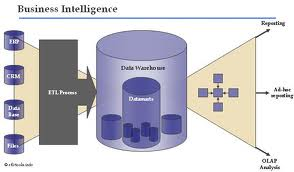 Business Intelligence
Reporting
ERP
CRM
Data
Base
Files
ETL Process
Data Warehouse
Datamarts
Ad-hoc
reporting
OLAP
Analysis